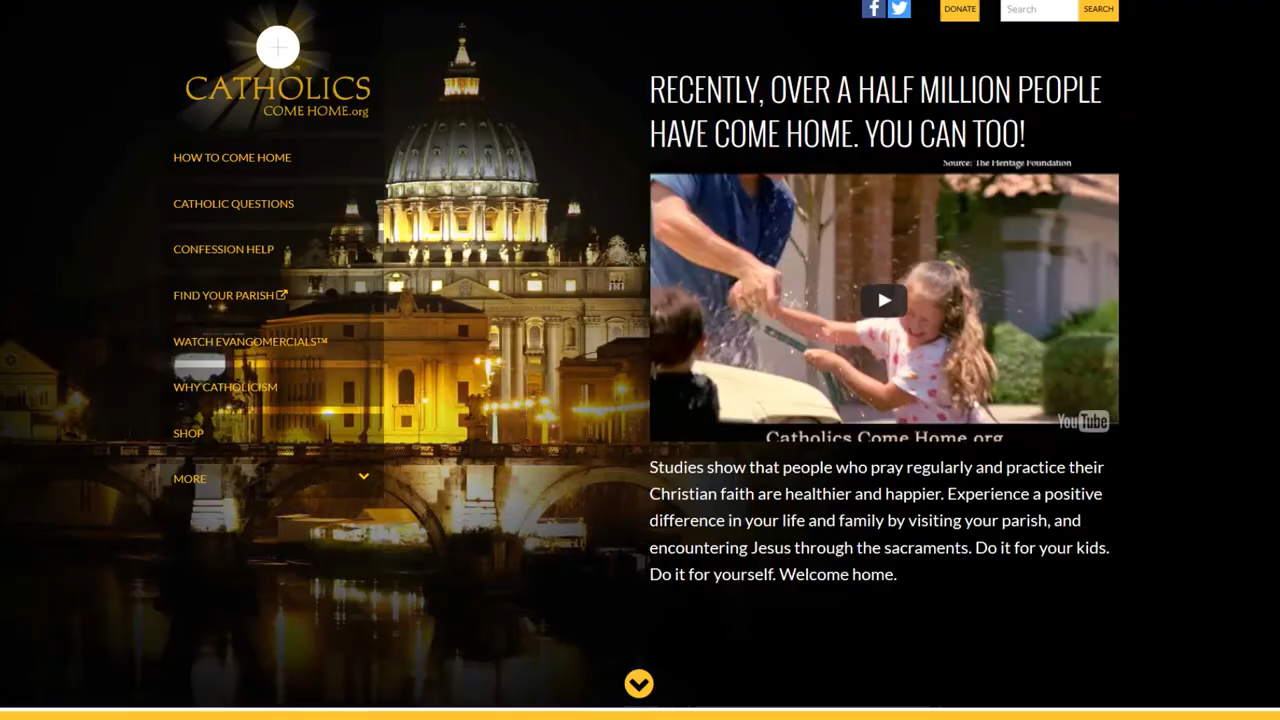 DONATE
Search
SEARCH
CATHOLICS
COME HOME.org
HOW TO COME HOME
CATHOLIC QUESTIONS
CONFESSION HELP
FIND YOUR PARISH
WATCH EVANGOMERCIALS™
WHY CATHOLICISM
SHOP
MORE
RECENTLY, OVER A HALF MILLION PEOPLE
HAVE COME HOME. YOU CAN TOO!
Source: The Heritage Foundation
YouTube
Catholics Come Home.org
Studies show that people who pray regularly and practice their
Christian faith are healthier and happier. Experience a positive
difference in your life and family by visiting your parish, and
encountering Jesus through the sacraments. Do it for your kids.
Do it for yourself. Welcome home.